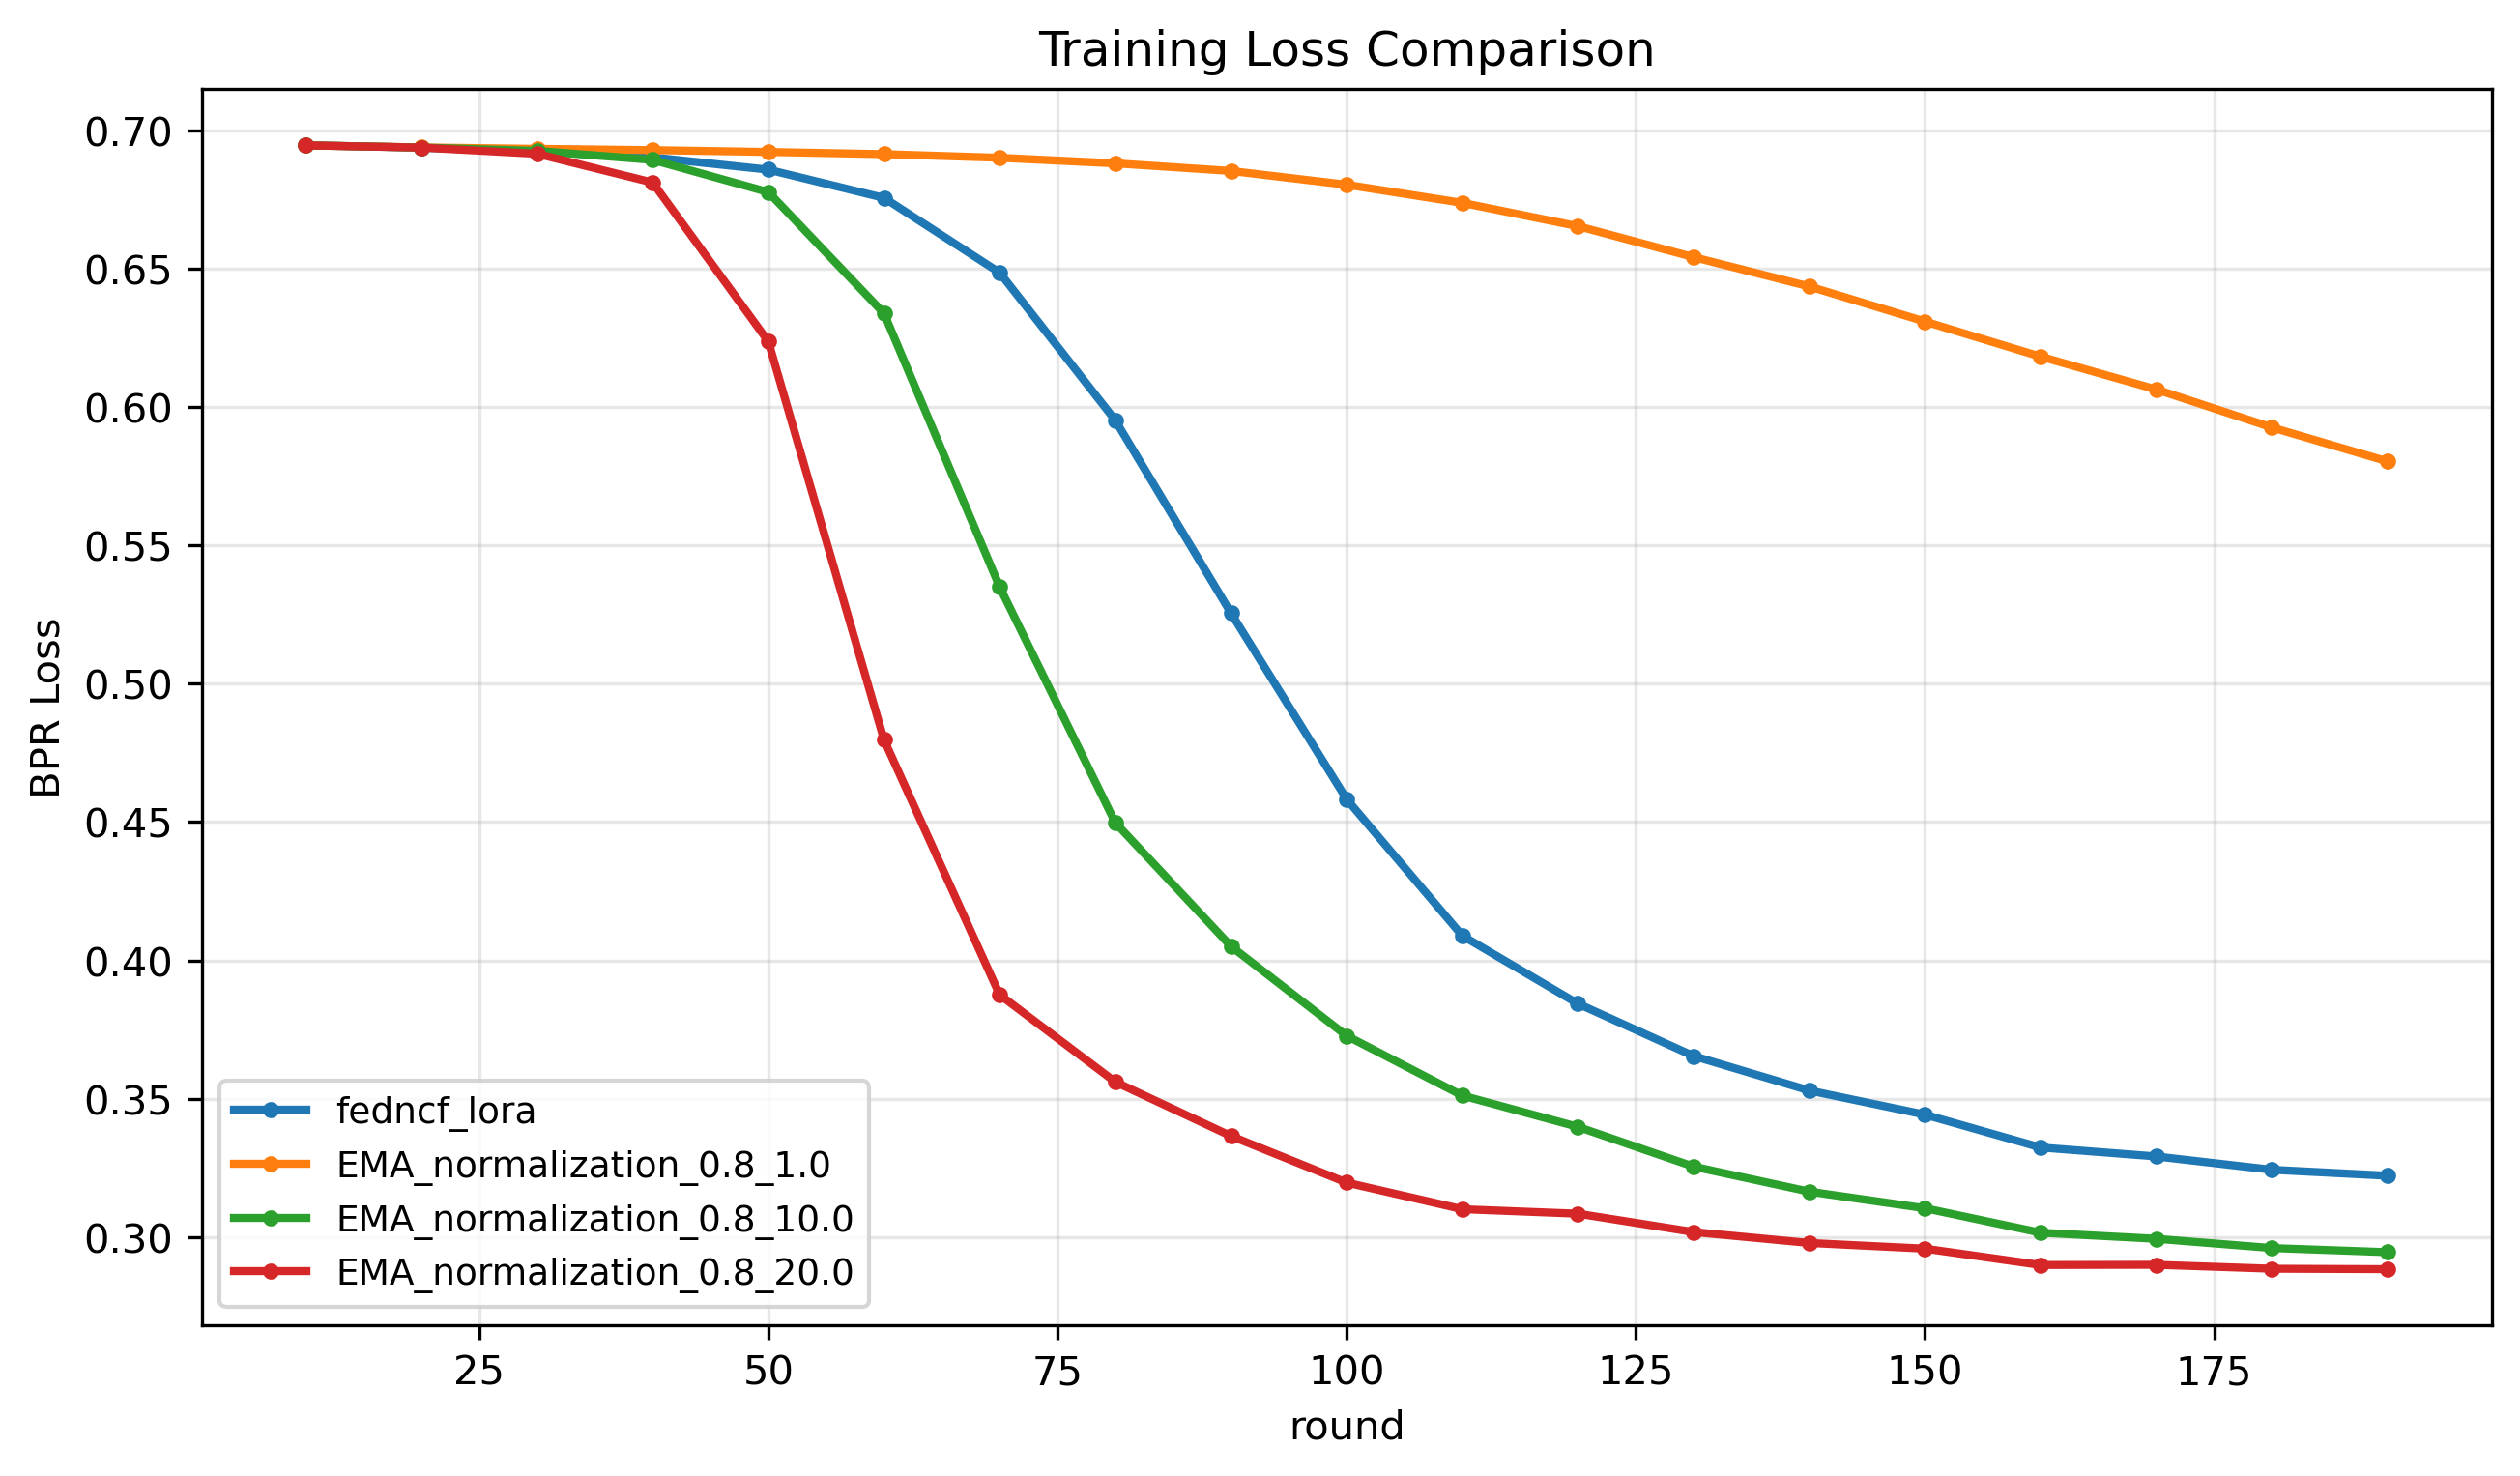 Training Loss Comparison
0.70
0.65
0.60
0.55
0.50
0.45
0.40
0.35
0.30
BPR Loss
fedncf_lora
EMA_normalization_0.8_1.0
EMA_normalization_0.8_10.0
EMA_normalization_0.8_20.0
25 50 75 100 125 150 175
round